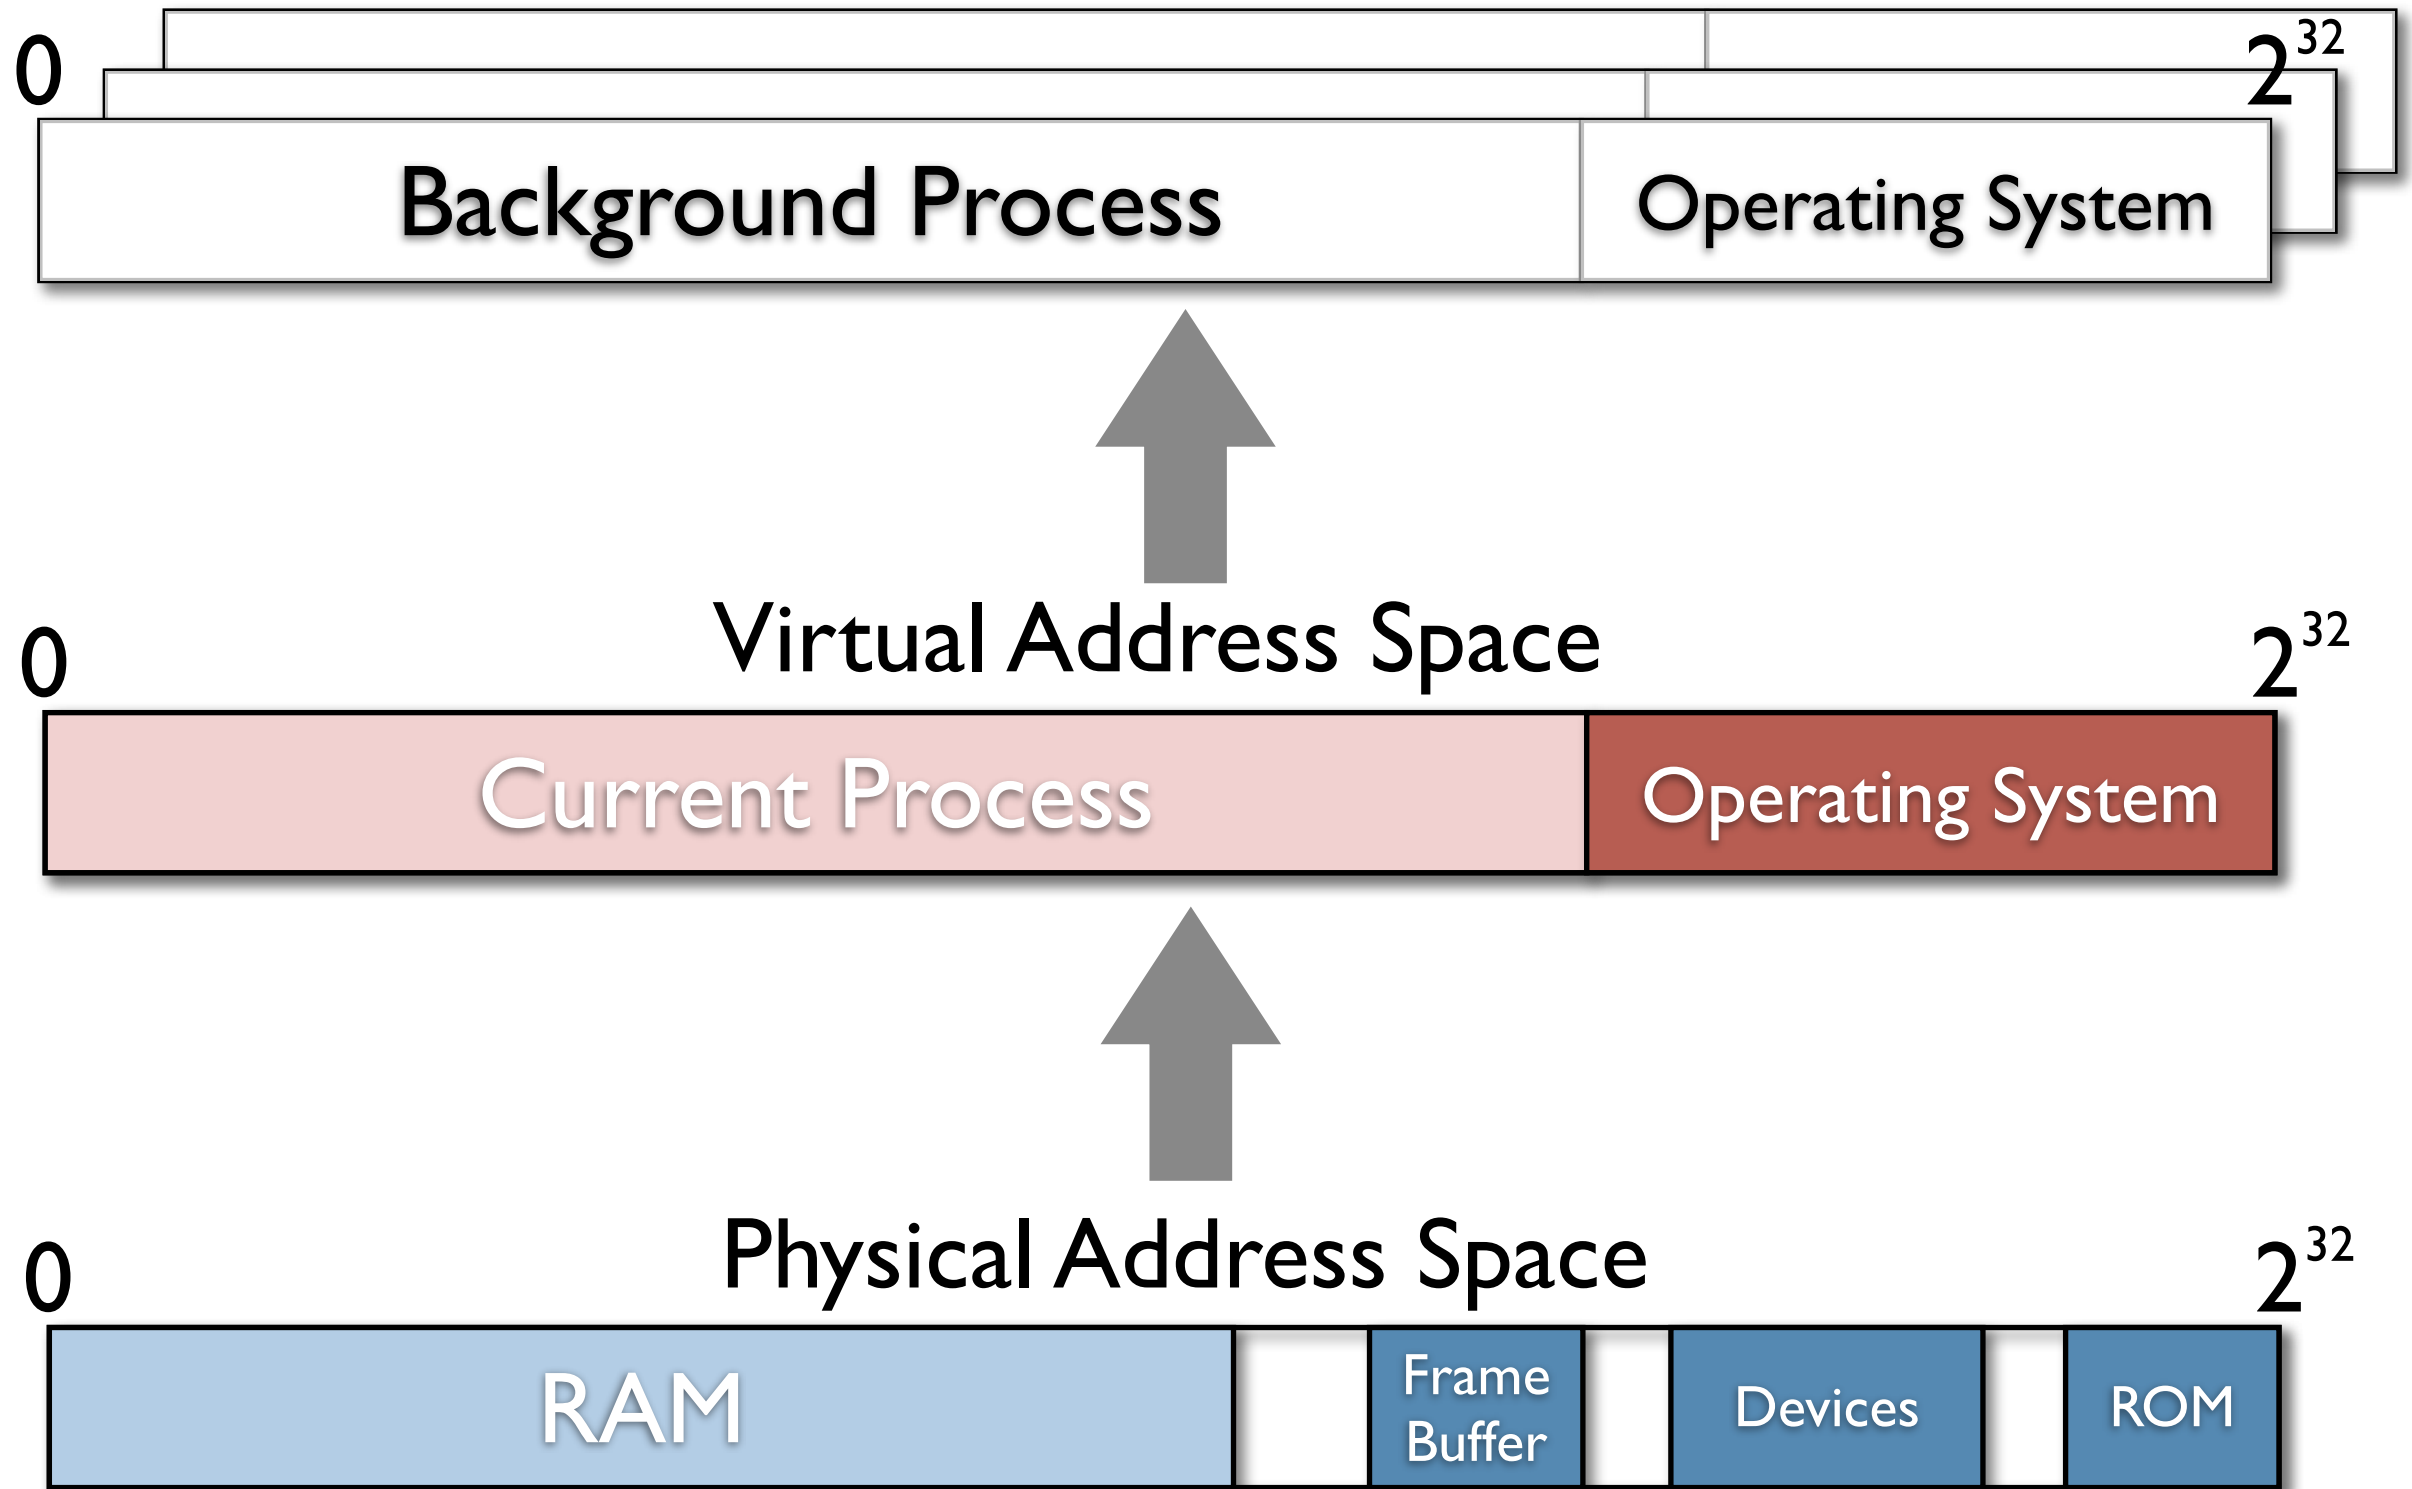 0 2³²
Background Process Operating System
Virtual Address Space
0 2³²
Current Process Operating System
Physical Address Space
0 2³²
RAM Frame Buffer Devices ROM